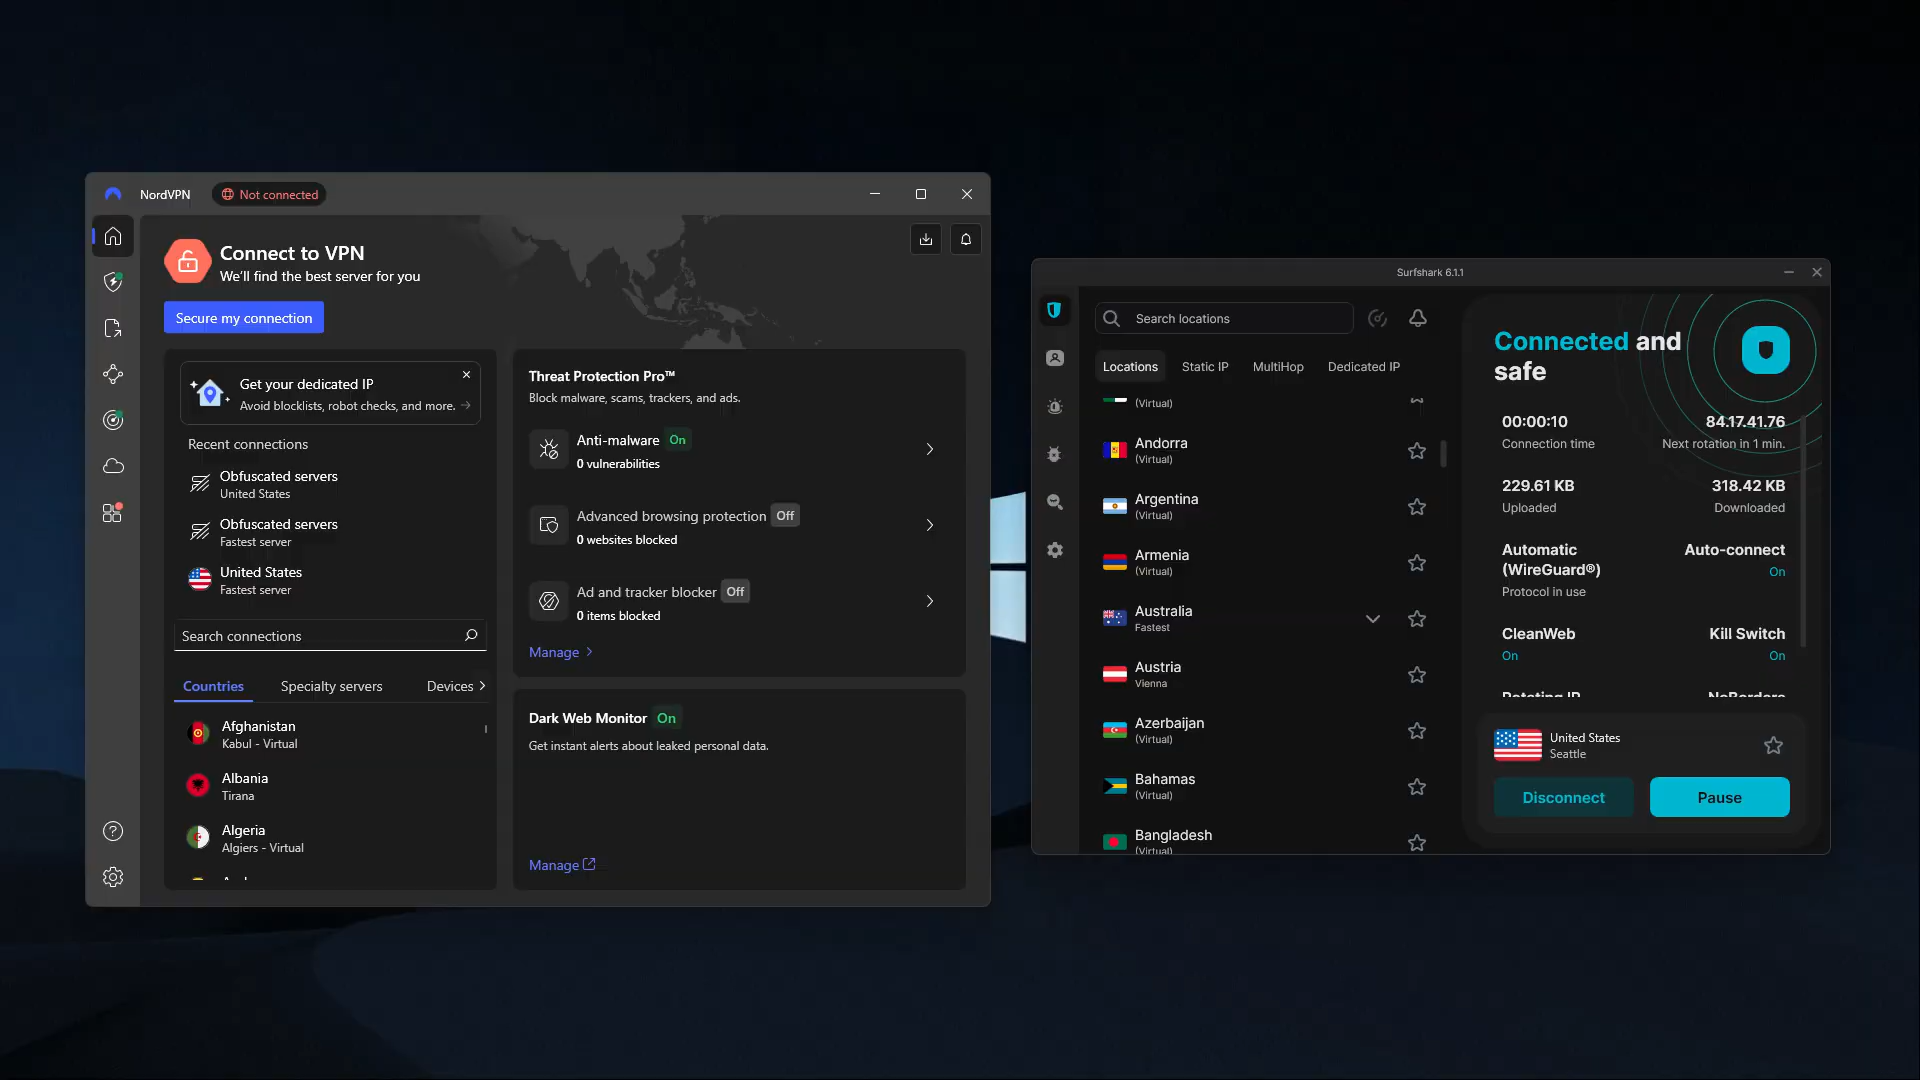 NordVPN
Not connected
Connect to VPN
We'll find the best server for you
Secure my connection
Get your dedicated IP
Avoid blocklists, robot checks, and more.
Recent connections
Obfuscated servers
United States
Obfuscated servers
Fastest server
United States
Fastest server
Search connections
Countries
Specialty servers
Devices
Afghanistan
Kabul - Virtual
Albania
Tirana
Algeria
Algiers - Virtual
Threat Protection Pro™
Block malware, scams, trackers, and ads.
Anti-malware On
0 vulnerabilities
Advanced browsing protection Off
0 websites blocked
Ad and tracker blocker Off
0 items blocked
Manage
Dark Web Monitor On
Get instant alerts about leaked personal data.
Manage
Surfshark 6.1.1
Search locations
Locations
Static IP
MultiHop
Dedicated IP
(Virtual)
Andorra
(Virtual)
Argentina
(Virtual)
Armenia
(Virtual)
Australia
Fastest
Austria
Vienna
Azerbaijan
(Virtual)
Bahamas
(Virtual)
Bangladesh
(Virtual)
Connected and
safe
00:00:10
Connection time
84.17.41.76
Next rotation in 1 min.
229.61 KB
Uploaded
318.42 KB
Downloaded
Automatic
(WireGuard®)
Protocol in use
Auto-connect
On
CleanWeb
On
Kill Switch
On
Rotating IP
NoBorders
United States
Seattle
Disconnect
Pause